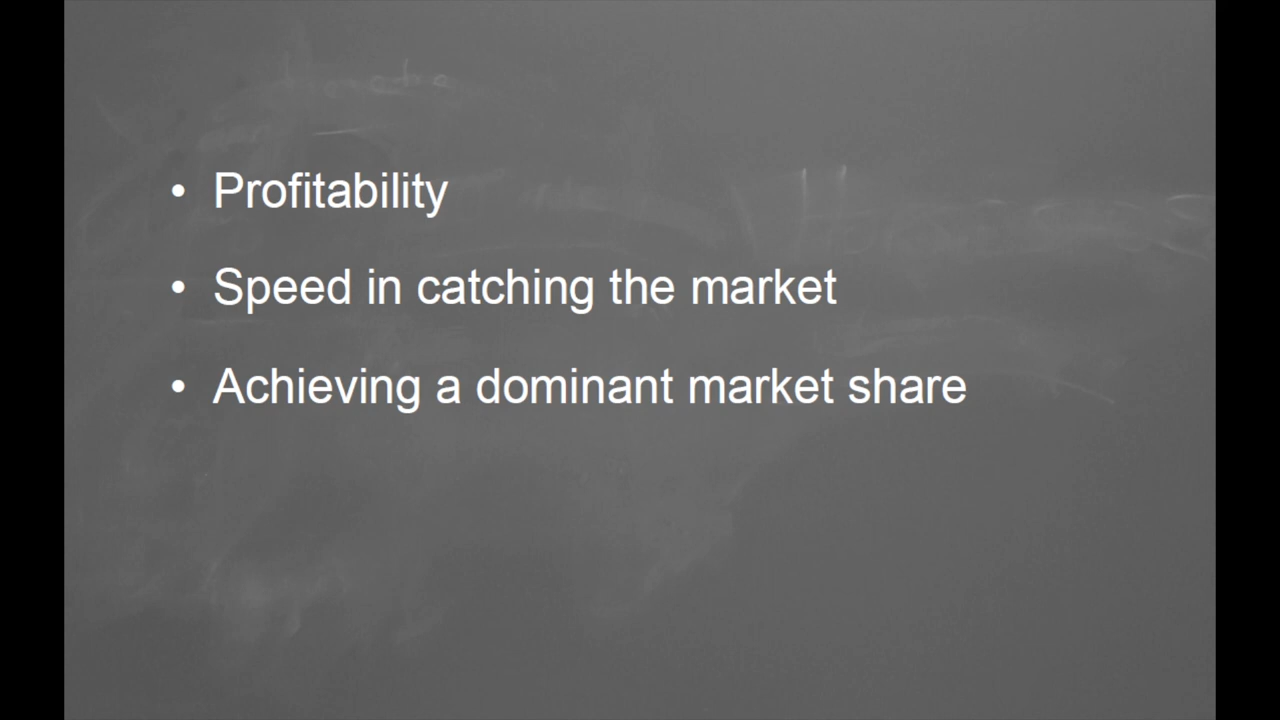 • Profitability
• Speed in catching the market
• Achieving a dominant market share